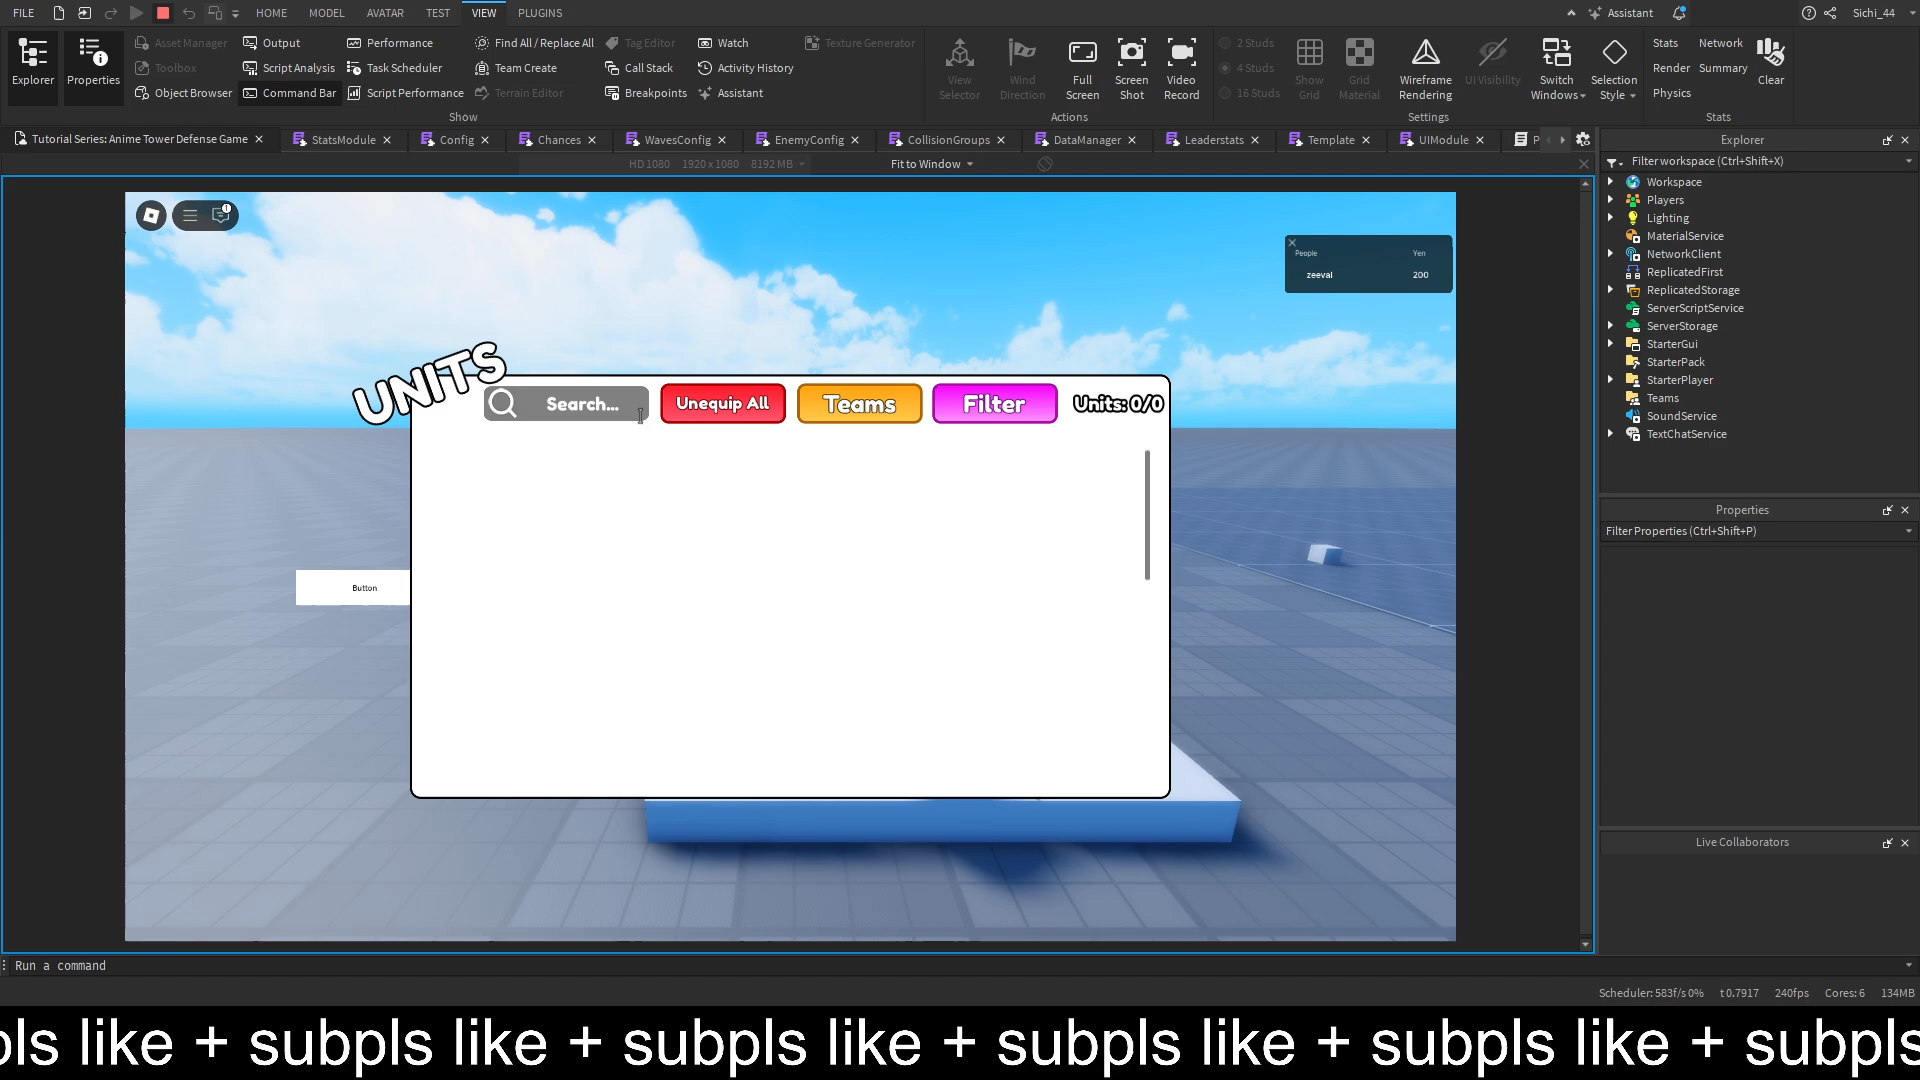 FILE HOME MODEL AVATAR TEST VIEW PLUGINS Assistant Sichi_44
Explorer
Properties
Asset Manager Output Performance Find All / Replace All Tag Editor Watch Texture Generator
Toolbox Script Analysis Task Scheduler Team Create Call Stack Activity History
Object Browser Command Bar Script Performance Terrain Editor Breakpoints Assistant
Show
View Selector
Wind Direction
Full Screen
Screen Shot
Video Record
Actions
2 Studs
4 Studs
16 Studs
Show Grid
Grid Material
Wireframe Rendering
UI Visibility
Switch Windows
Selection Style
Settings
Stats Network
Render Summary
Physics
Clear
Stats
Tutorial Series: Anime Tower Defense Game StatsModule Config Chances WavesConfig EnemyConfig CollisionGroups DataManager Leaderstats Template UIModule P
HD 1080 1920 x 1080 8192 MB Fit to Window
1
People Yen
zeeval 200
UNITS
Search... Unequip All Teams Filter Units: 0/0
Button
Explorer
Filter workspace (Ctrl+Shift+X)
Workspace
Players
Lighting
MaterialService
NetworkClient
ReplicatedFirst
ReplicatedStorage
ServerScriptService
ServerStorage
StarterGui
StarterPack
StarterPlayer
Teams
SoundService
TextChatService
Properties
Filter Properties (Ctrl+Shift+P)
Live Collaborators
Run a command
Scheduler: 583f/s 0% t 0.7917 240fps Cores: 6 134MB
pls like + subpls like + subpls like + subpls like + subpls like + subpls